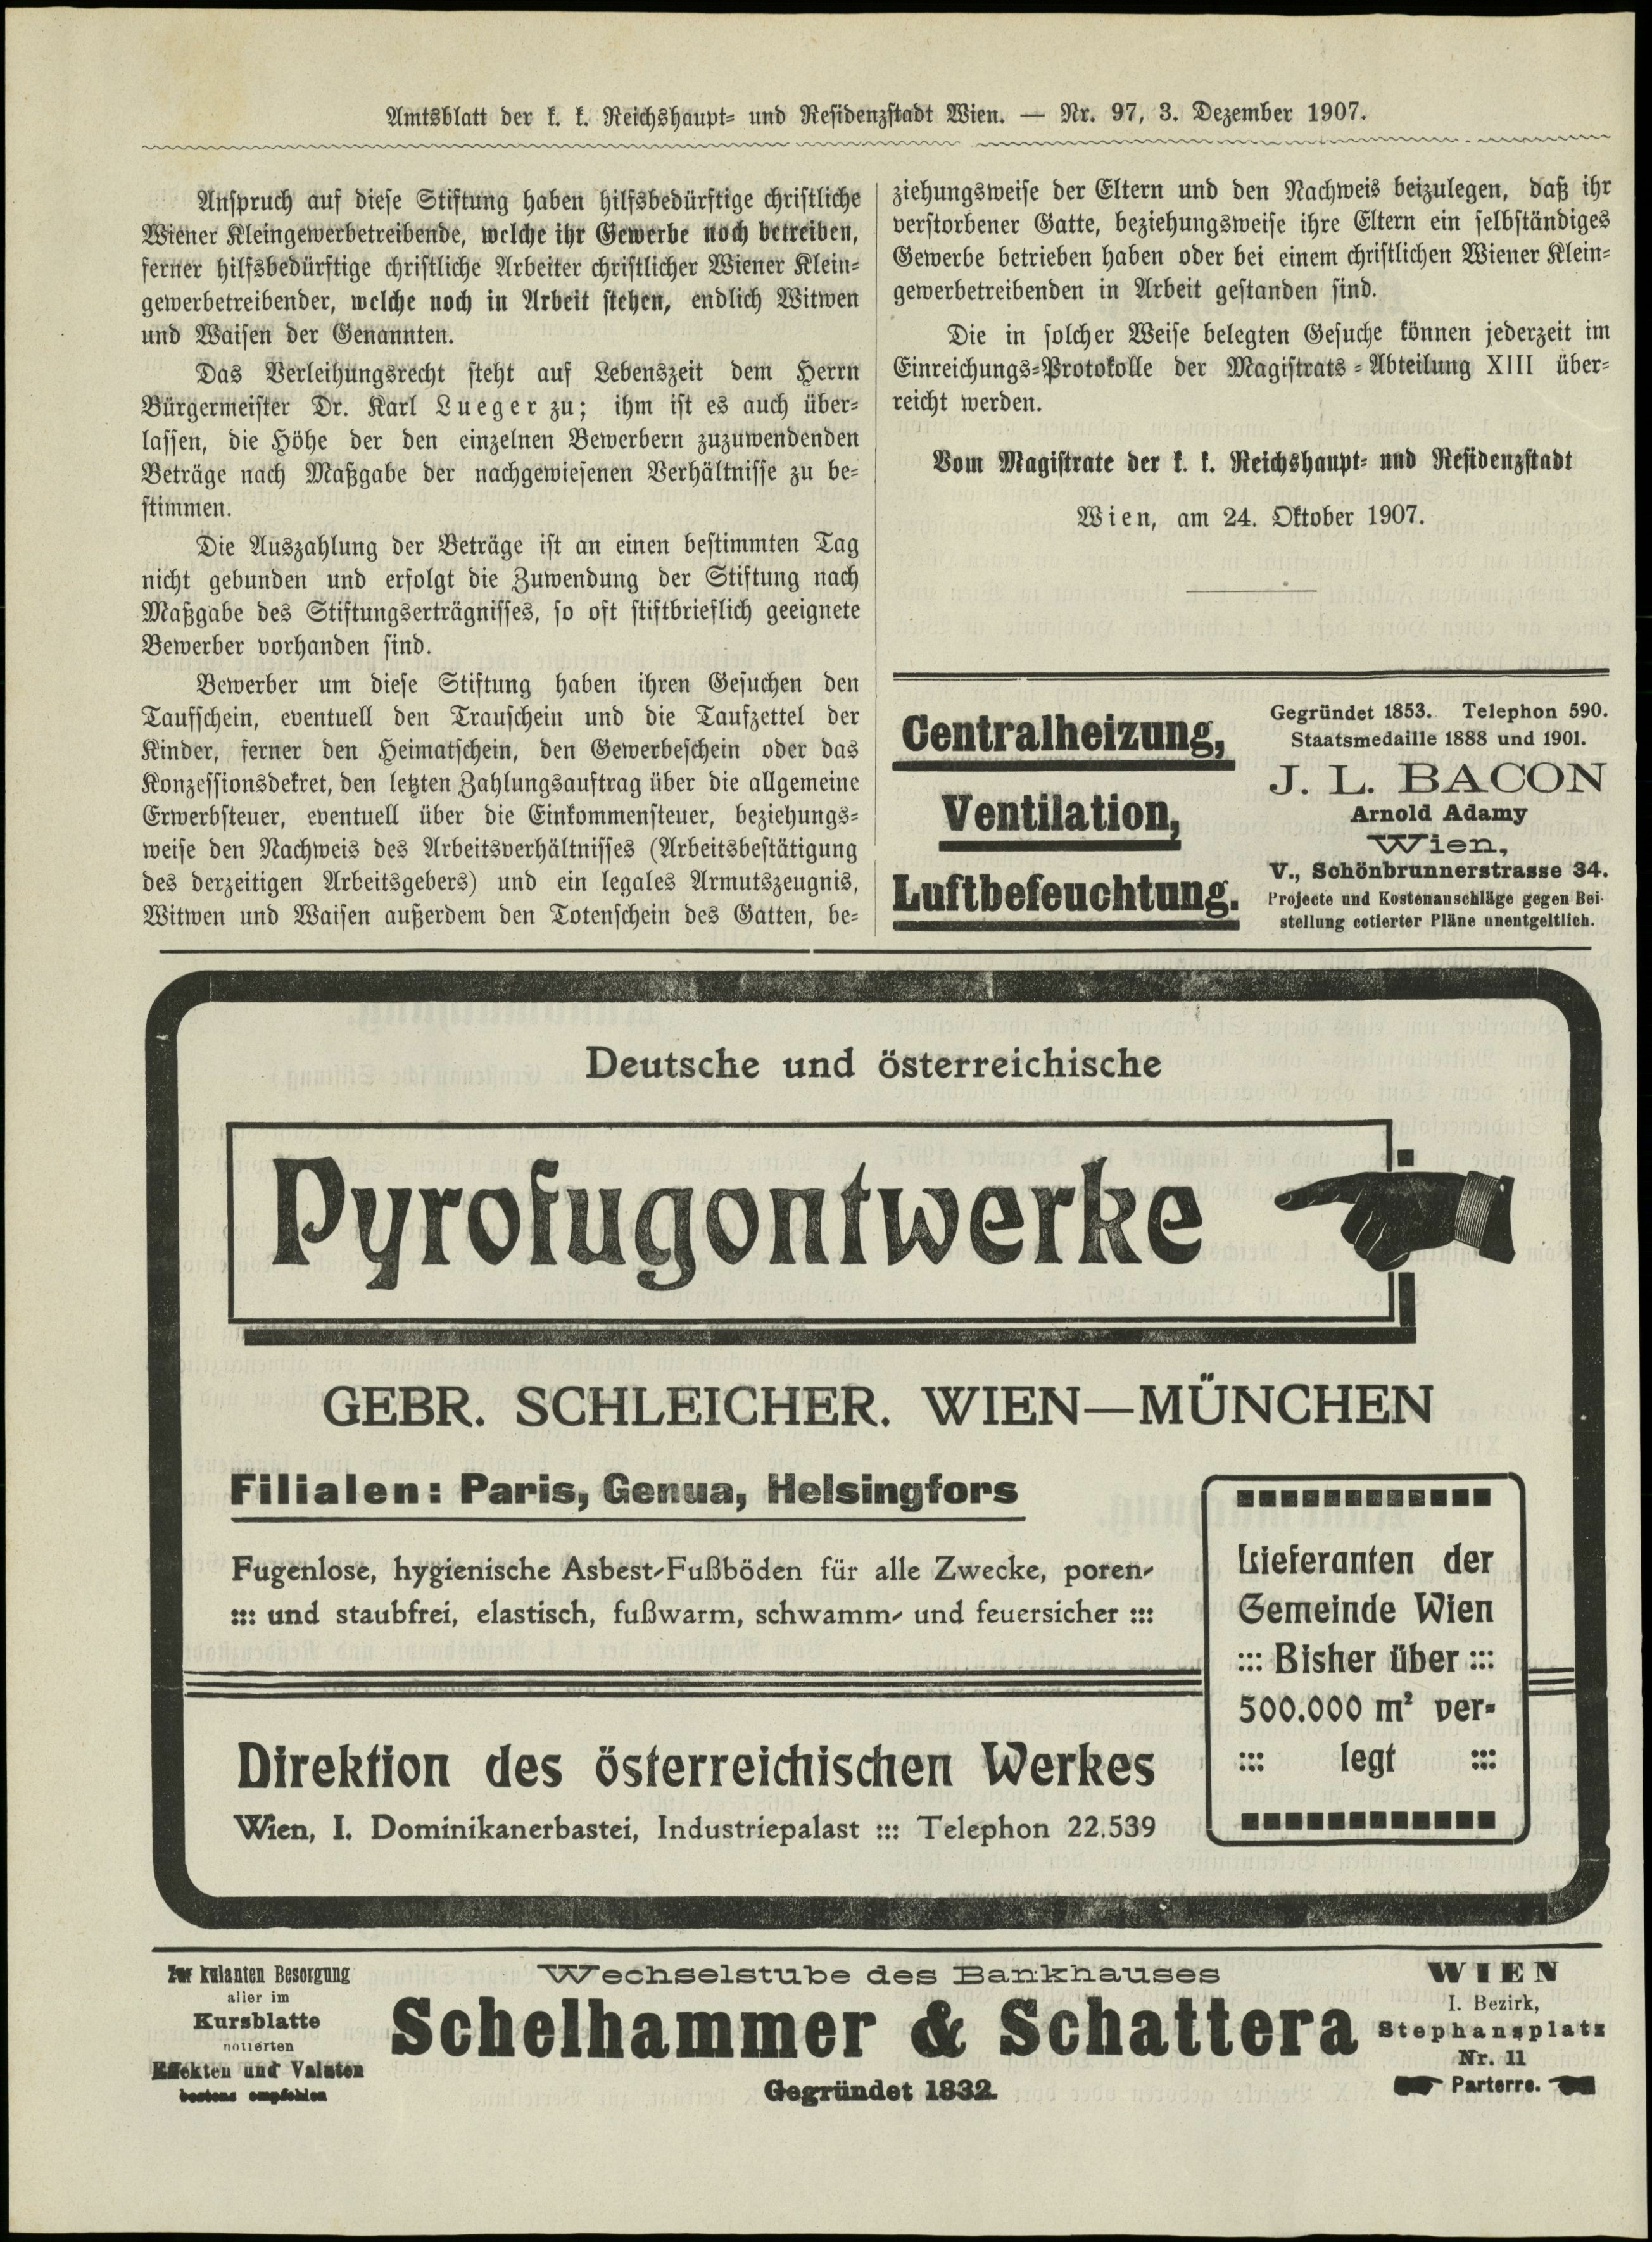 Amtsblatt der k. k. Reichshaupt- und Residenzstadt Wien. — Nr. 97, 3. Dezember 1907.
Anspruch auf diese Stiftung haben hilfsbedürftige christliche
Wiener Kleingewerbetreibende, welche ihr Gewerbe noch betreiben,
ferner hilfsbedürftige christliche Arbeiter christlicher Wiener Klein-
gewerbetreibender, welche noch in Arbeit stehen, endlich Witwen
und Waisen der Genannten.
Das Verleihungsrecht steht auf Lebenszeit dem Herrn
Bürgermeister Dr. Karl Lueger zu; ihm ist es auch über-
lassen, die Höhe der den einzelnen Bewerbern zuzuwendenden
Beträge nach Maßgabe der nachgewiesenen Verhältnisse zu be-
stimmen.
Die Auszahlung der Beträge ist an einen bestimmten Tag
nicht gebunden und erfolgt die Zuwendung der Stiftung nach
Maßgabe des Stiftungserträgnisses, so oft stiftbrieflich geeignete
Bewerber vorhanden sind.
Bewerber um diese Stiftung haben ihren Gesuchen den
Taufschein, eventuell den Trauschein und die Taufzettel der
Kinder, ferner den Heimatschein, den Gewerbeschein oder das
Konzessionsdekret, den letzten Zahlungsauftrag über die allgemeine
Erwerbsteuer, eventuell über die Einkommensteuer, beziehungs-
weise den Nachweis des Arbeitsverhältnisses (Arbeitsbestätigung
des derzeitigen Arbeitsgebers) und ein legales Armutszeugnis,
Witwen und Waisen außerdem den Totenschein des Gatten, be-
ziehungsweise der Eltern und den Nachweis beizulegen, daß ihr
verstorbener Gatte, beziehungsweise ihre Eltern ein selbständiges
Gewerbe betrieben haben oder bei einem christlichen Wiener Klein-
gewerbetreibenden in Arbeit gestanden sind.
Die in solcher Weise belegten Gesuche können jederzeit im
Einreichungs-Protokolle der Magistrats-Abteilung XIII über-
reicht werden.
Vom Magistrate der k. k. Reichshaupt- und Residenzstadt
Wien, am 24. Oktober 1907.
Centralheizung,
Ventilation,
Luftbefeuchtung.
Gegründet 1853. Telephon 590.
Staatsmedaille 1888 und 1901.
J. L. BACON
Arnold Adamy
Wien,
V., Schönbrunnerstrasse 34.
Projecte und Kostenanschläge gegen Bei-
stellung cotierter Pläne unentgeltlich.
Deutsche und österreichische
Pyrofugontwerke
GEBR. SCHLEICHER. WIEN—MÜNCHEN
Filialen: Paris, Genua, Helsingfors
Fugenlose, hygienische Asbest-Fußböden für alle Zwecke, poren-
::: und staubfrei, elastisch, fußwarm, schwamm- und feuersicher :::
Lieferanten der
Gemeinde Wien
::: Bisher über :::
500.000 m² ver-
::: legt :::
Direktion des österreichischen Werkes
Wien, I. Dominikanerbastei, Industriepalast ::: Telephon 22.539
Zur kulanten Besorgung
aller im
Kursblatte
notierten
Effekten und Valuten
bestens empfohlen
Wechselstube des Bankhauses
Schelhammer & Schattera
Gegründet 1832.
WIEN
I. Bezirk,
Stephansplatz
Nr. 11
Parterre.